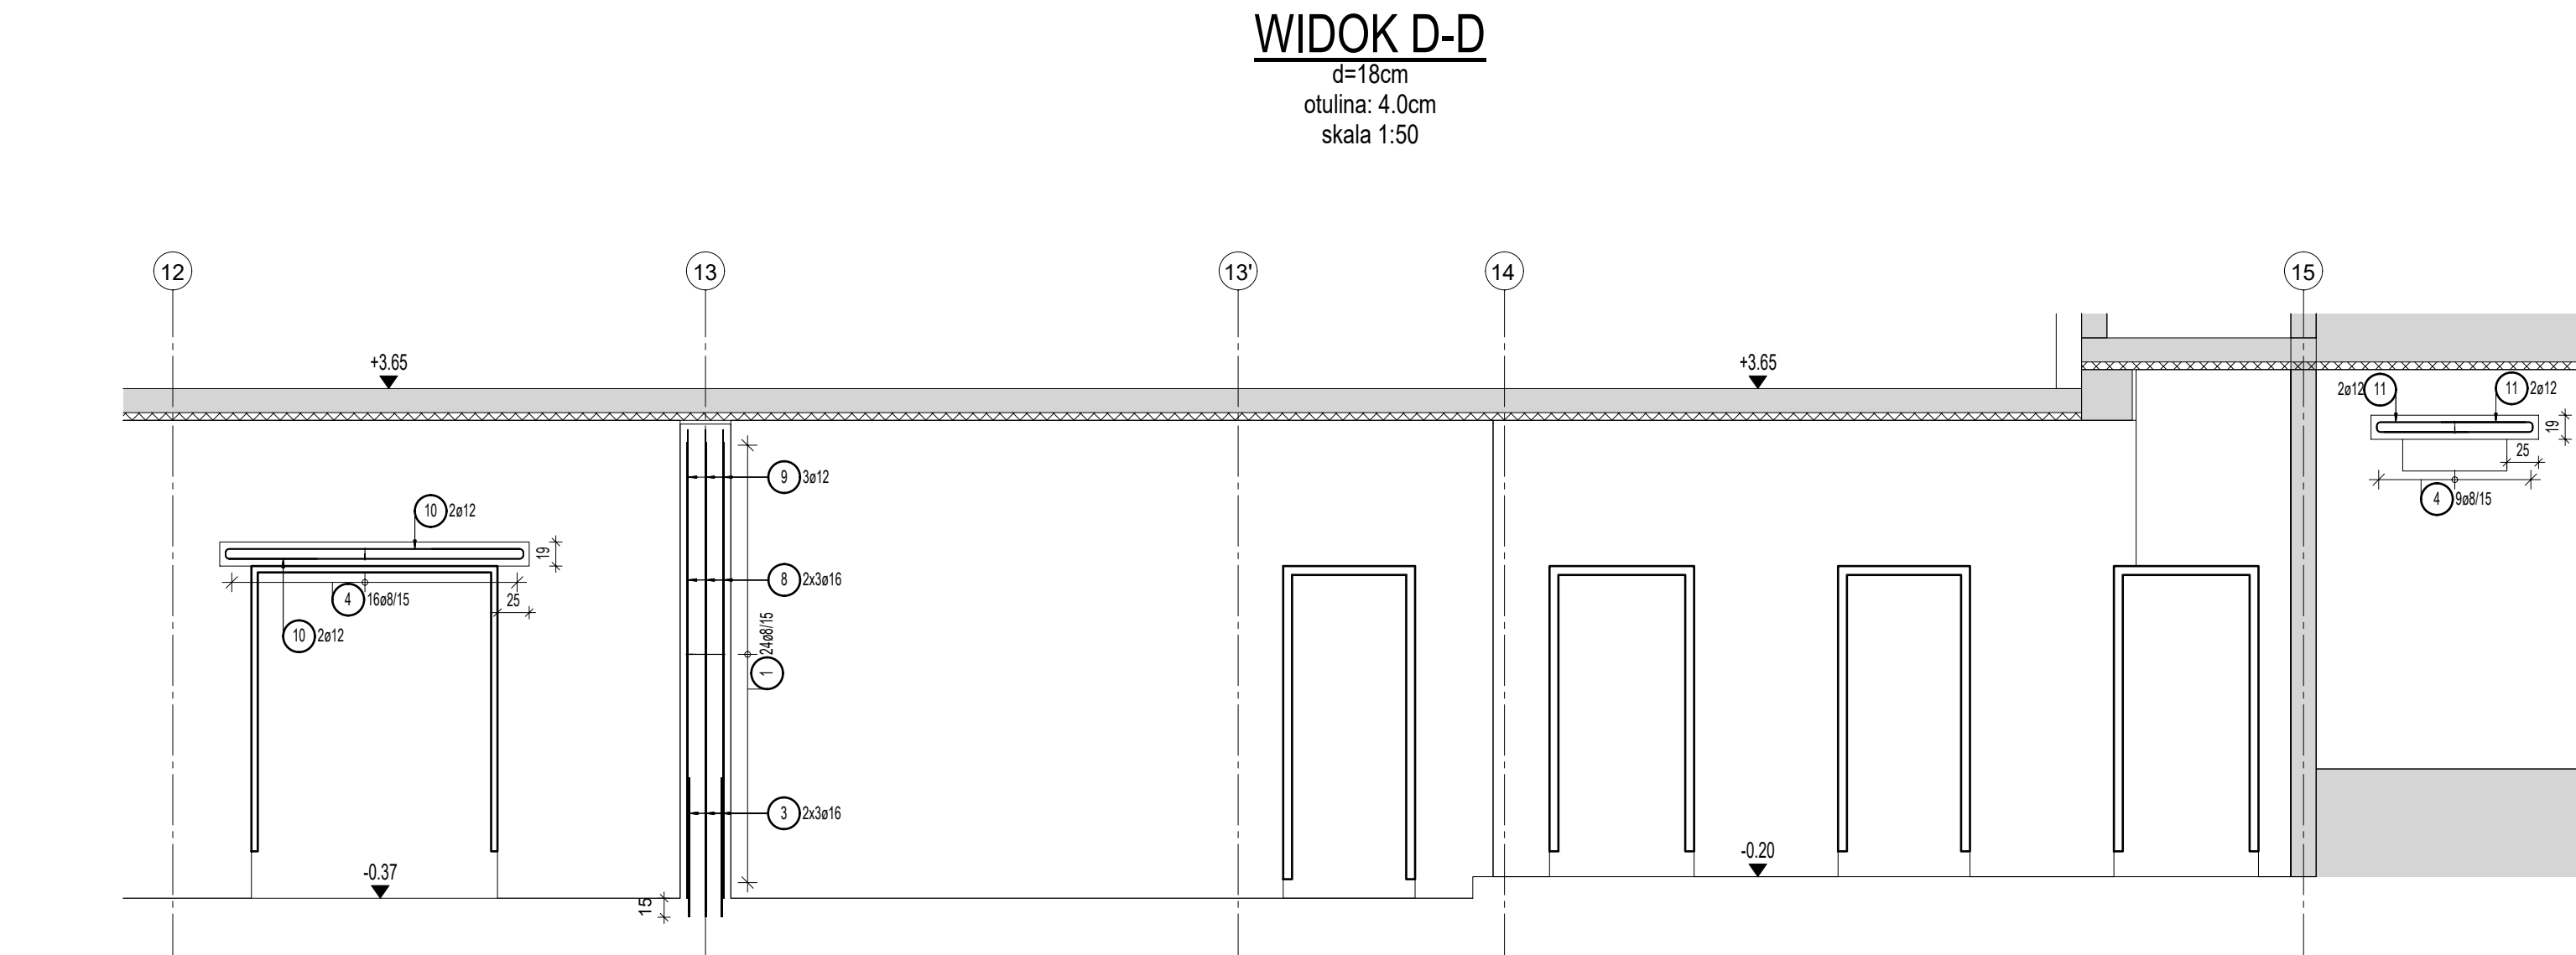 WIDOK D-D
d=18cm
otulina: 4.0cm
skala 1:50
12
13
13'
14
15
+3.65
+3.65
2ø12 11
11 2ø12
19
25
4 9ø8/15
9 3ø12
10 2ø12
19
8 2x3ø16
4 16ø8/15
25
10 2ø12
24ø8/15
1
3 2x3ø16
-0.37
-0.20
15